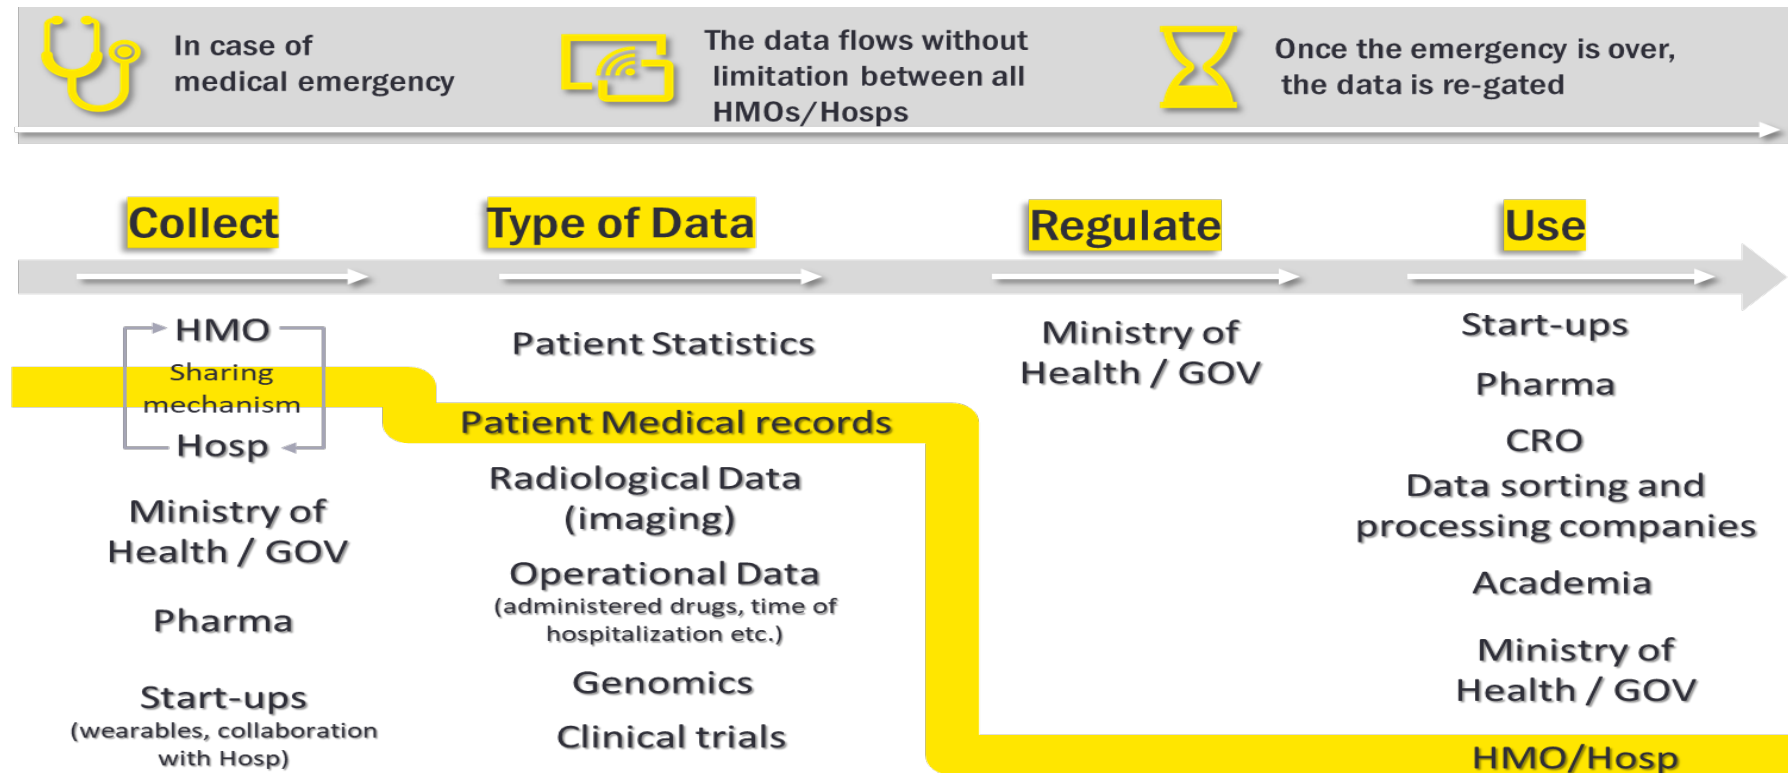 In case of
medical emergency
The data flows without
limitation between all
HMOs/Hosps
Once the emergency is over,
the data is re-gated
Collect
Type of Data
Regulate
Use
HMO
Sharing
mechanism
Hosp
Ministry of
Health / GOV
Pharma
Start-ups
(wearables, collaboration
with Hosp)
Patient Statistics
Patient Medical records
Radiological Data
(imaging)
Operational Data
(administered drugs, time of
hospitalization etc.)
Genomics
Clinical trials
Ministry of
Health / GOV
Start-ups
Pharma
CRO
Data sorting and
processing companies
Academia
Ministry of
Health / GOV
HMO/Hosp